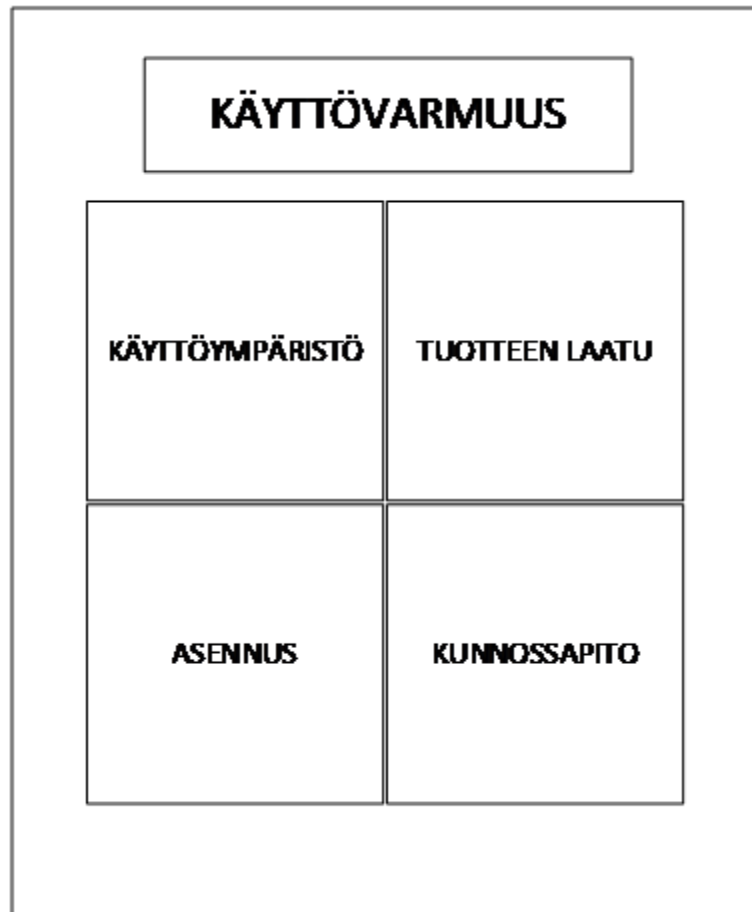 KÄYTTÖVARMUUS
KÄYTTÖYMPÄRISTÖ
TUOTTEEN LAATU
ASENNUS
KUNNOSSAPITO